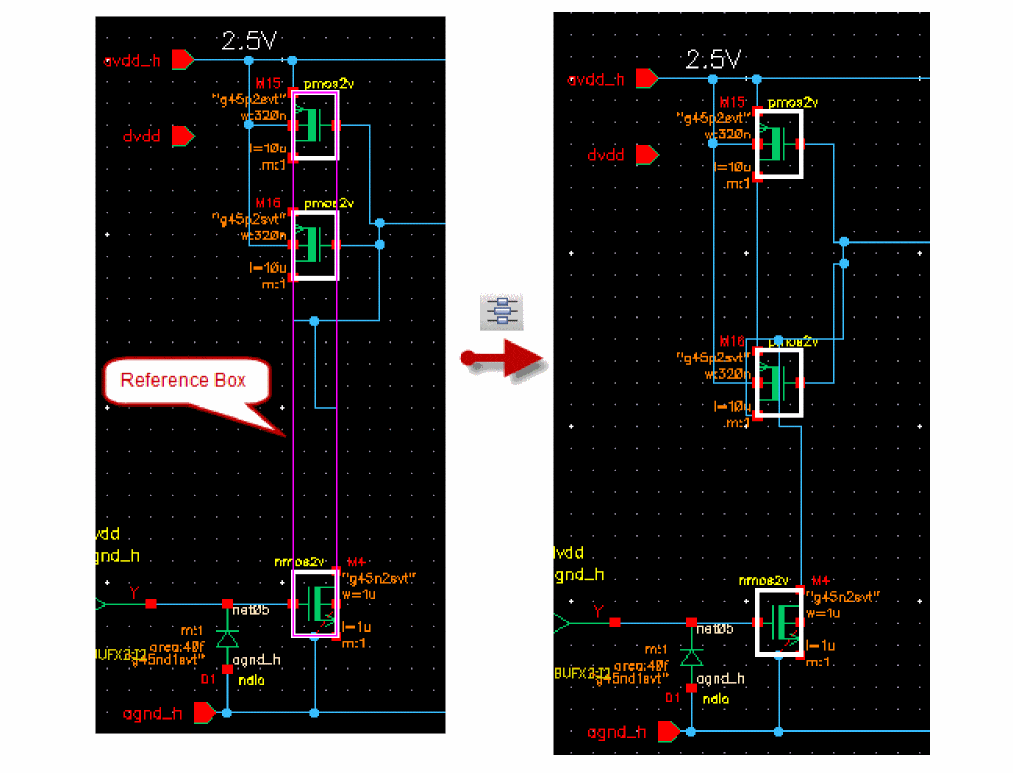 2.5V
avdd_h
M15
pmos2v
"g45p2svt"
w:320n
dvdd
l=10u
m:1
M16
pmos2v
"g45p2svt"
w:320n
l=10u
m:1
Reference Box
vdd
gnd_h
nmos2v
M4
"g45n2svt"
w=1u
Y
net05
l=1u
m:1
m:1
area:40f
BUFX2
"g45nd1svt"
agnd_h
D1
ndio
agnd_h
2.5V
avdd_h
M15
pmos2v
"g45p2svt"
w:320n
dvdd
l=10u
m:1
M16
pmos2v
"g45p2svt"
w:320n
l=10u
m:1
dvdd
agnd_h
nmos2v
M4
"g45n2svt"
w=1u
Y
net05
l=1u
m:1
m:1
area:40f
BUFX2
"g45nd1svt"
agnd_h
D1
ndio
agnd_h